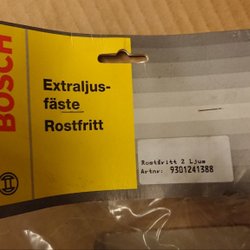 BOSCH
Extraljus-
fäste
Rostfritt
Rostfritt 2 Ljus
Artnr: 9301241388